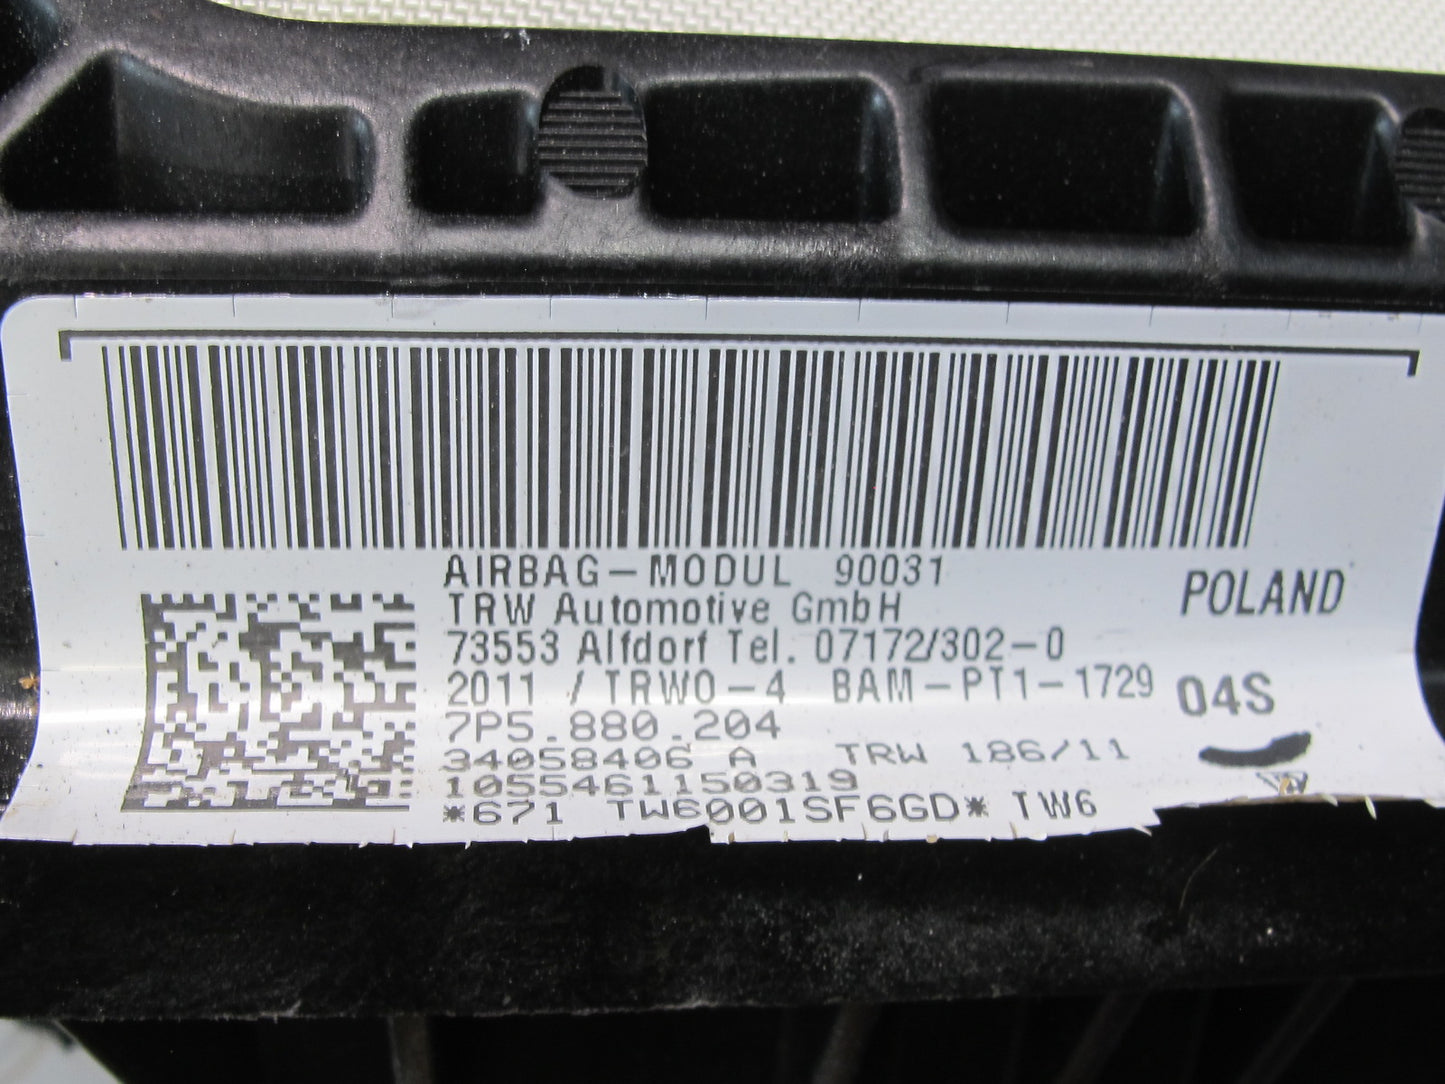 AIRBAG-MODUL 90031
POLAND
TRW Automotive GmbH
73553 Alfdorf Tel. 07172/302-0
2011 / TRWO-4 BAM-PT1-1729
04S
7P5.880.204
34058406 A TRW 186/11
1055461150319
*671 TW6001SF6GD* TW6